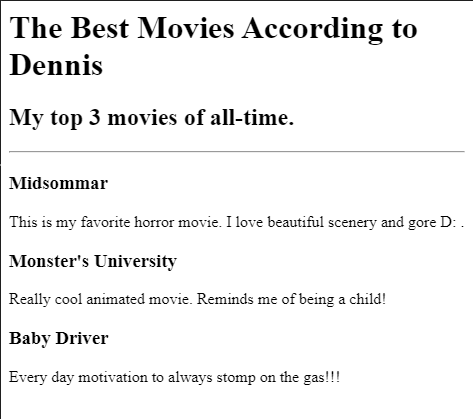 The Best Movies According to
Dennis
My top 3 movies of all-time.
Midsommar
This is my favorite horror movie. I love beautiful scenery and gore D: .
Monster's University
Really cool animated movie. Reminds me of being a child!
Baby Driver
Every day motivation to always stomp on the gas!!!